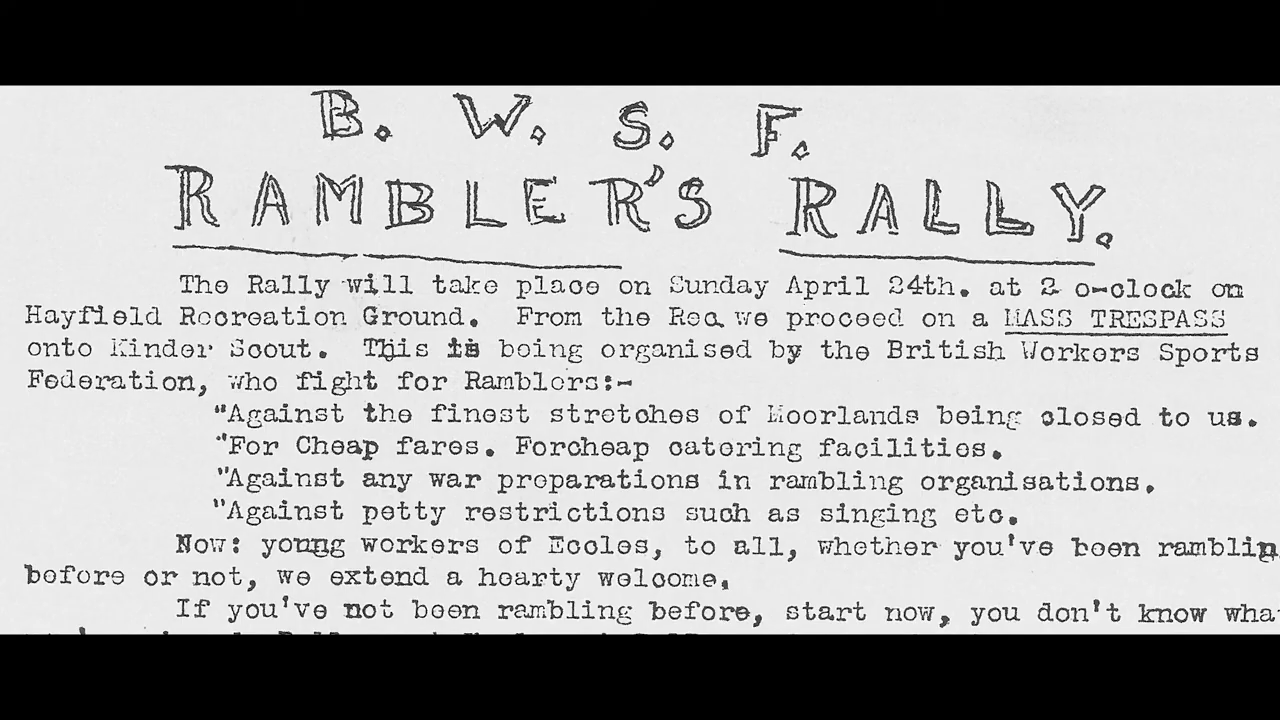 B. W. S. F.
RAMBLER'S RALLY.
The Rally will take place on Sunday April 24th. at 2 o-clock on
Hayfield Recreation Ground. From the Rec. we proceed on a MASS TRESPASS
onto Kinder Scout. This is being organised by the British Workers Sports
Federation, who fight for Ramblers:-
"Against the finest stretches of Moorlands being closed to us.
"For Cheap fares. Forcheap catering facilities.
"Against any war preparations in rambling organisations.
"Against petty restrictions such as singing etc.
Now: young workers of Eccles, to all, whether you've been ramblin
before or not, we extend a hearty welcome.
If you've not been rambling before, start now, you don't know wha